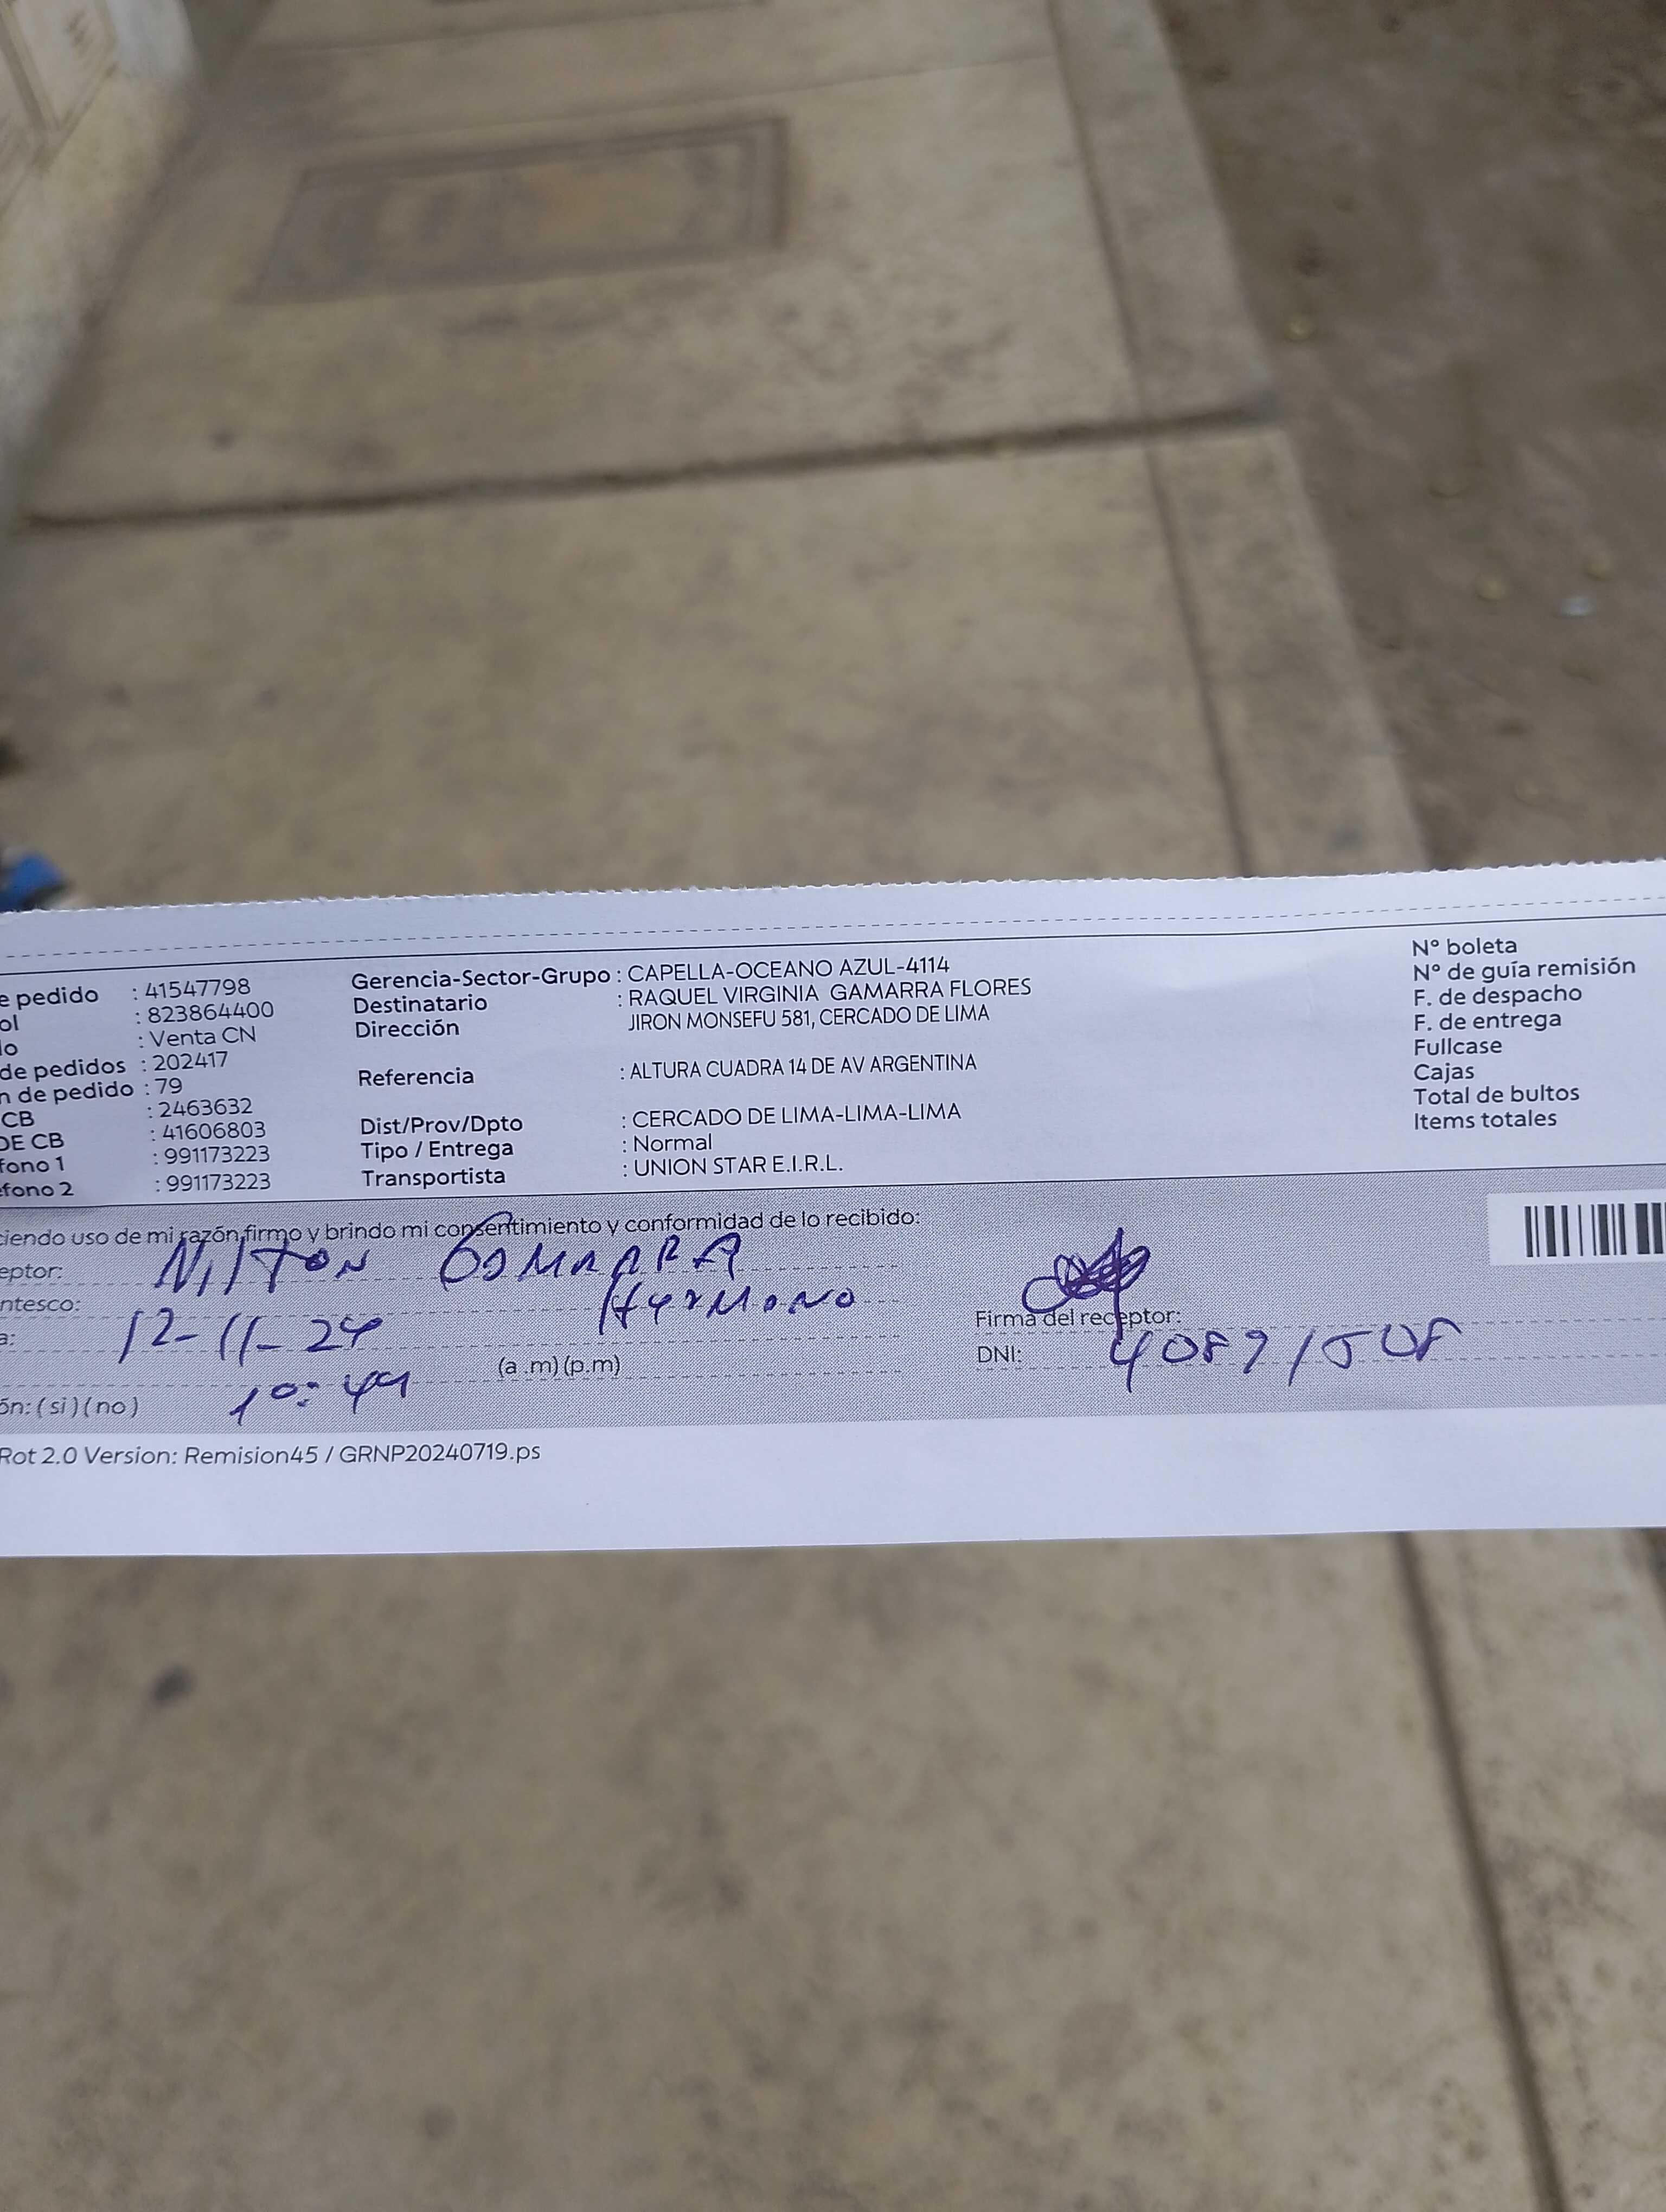 e pedido : 41547798
ol : 823864400
lo : Venta CN
de pedidos : 202417
n de pedido : 79
CB : 2463632
DE CB : 41606803
fono 1 : 991173223
efono 2 : 991173223
Gerencia-Sector-Grupo : CAPELLA-OCEANO AZUL-4114
Destinatario : RAQUEL VIRGINIA GAMARRA FLORES
Dirección JIRON MONSEFU 581, CERCADO DE LIMA
Referencia : ALTURA CUADRA 14 DE AV ARGENTINA
Dist/Prov/Dpto : CERCADO DE LIMA-LIMA-LIMA
Tipo / Entrega : Normal
Transportista : UNION STAR E.I.R.L.
N° boleta
N° de guía remisión
F. de despacho
F. de entrega
Fullcase
Cajas
Total de bultos
Items totales
ciendo uso de mi razón,firmo y brindo mi consentimiento y conformidad de lo recibido:
eptor: Nilton GAMARRA
ntesco: HerMano
a: 12-11-24
10:49 (a .m) (p.m)
ón: ( si ) ( no )
Firma del receptor:
DNI: 40891508
Rot 2.0 Version: Remision45 / GRNP20240719.ps